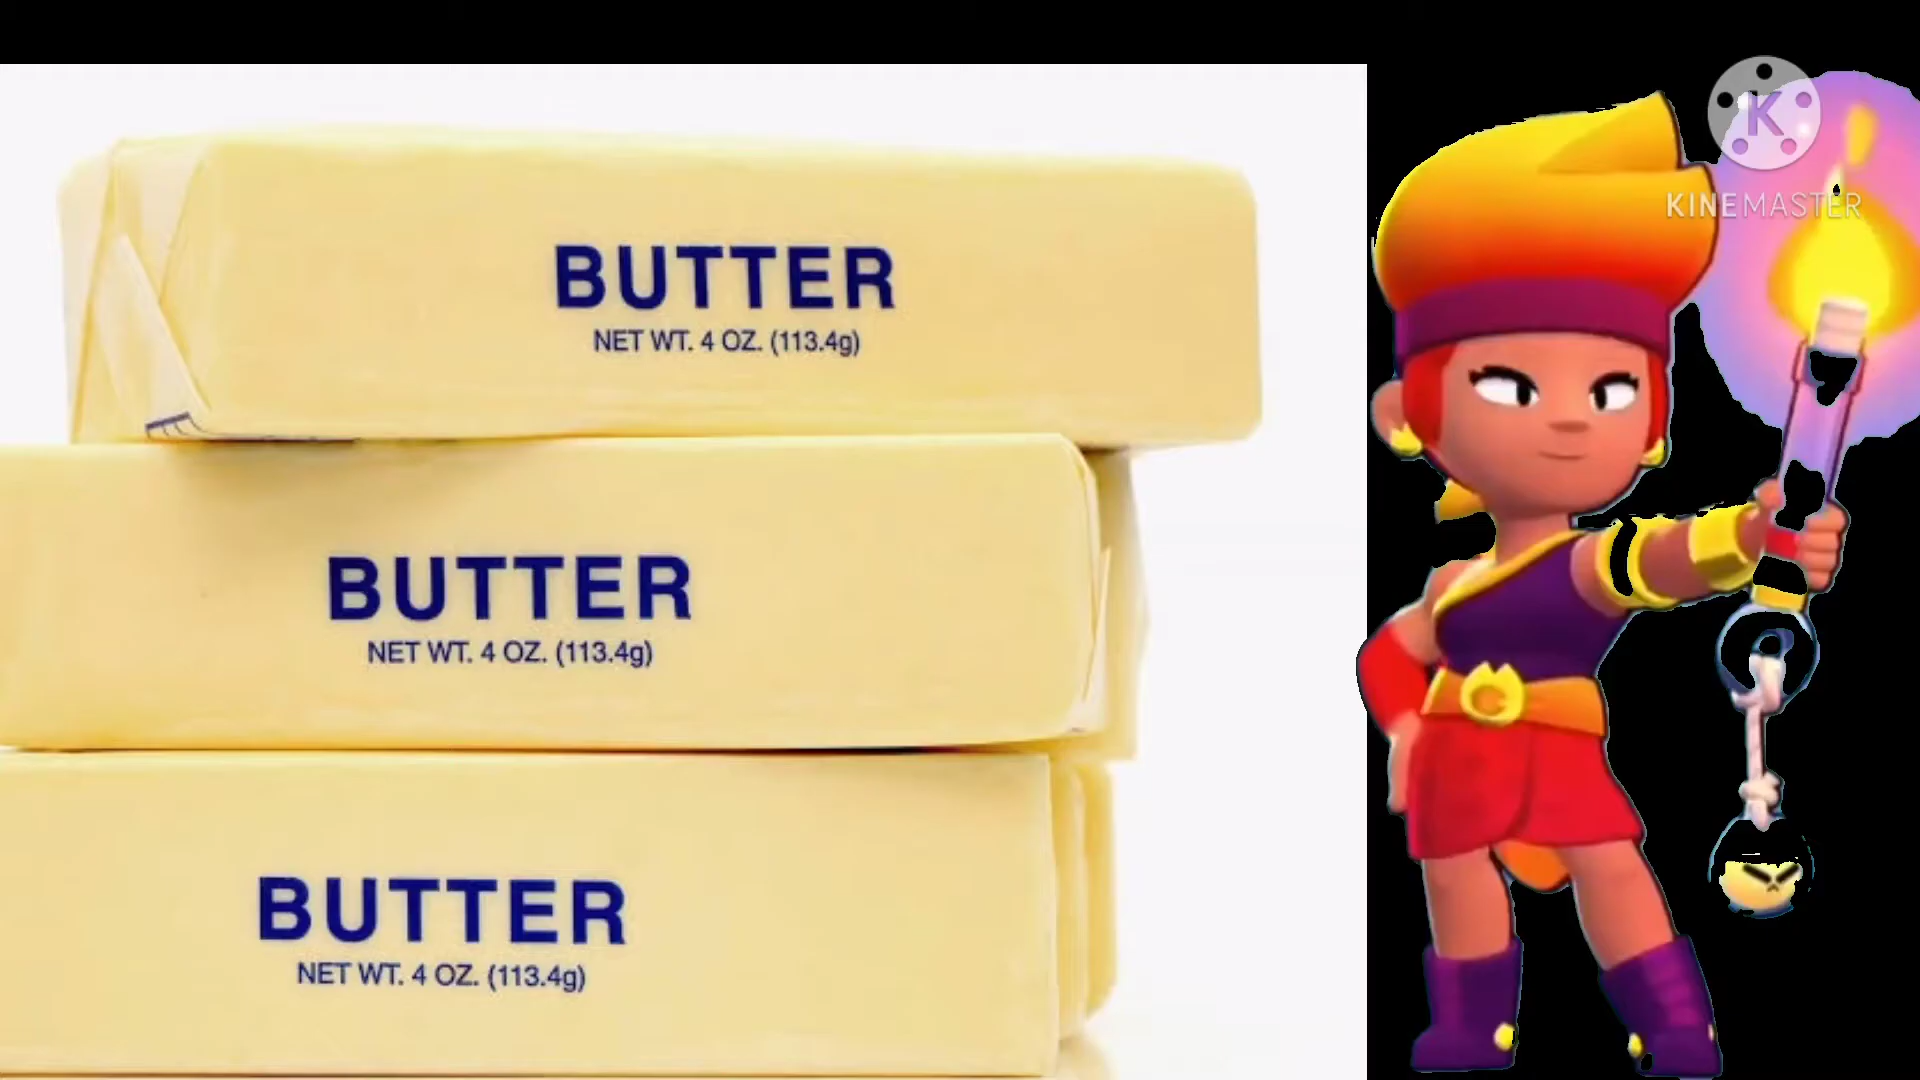 BUTTER
NET WT. 4 OZ. (113.4g)
BUTTER
NET WT. 4 OZ. (113.4g)
BUTTER
NET WT. 4 OZ. (113.4g)
K
KINEMASTER